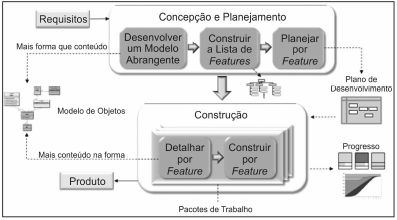 Requisitos
Concepção e Planejamento
Desenvolver
um Modelo
Abrangente
Construir
a Lista de
Features
Planejar
por
Feature
Mais forma que conteúdo
Plano de
Desenvolvimento
Modelo de Objetos
Construção
Detalhar
por
Feature
Construir
por
Feature
Mais conteúdo na forma
Progresso
Produto
Pacotes de Trabalho